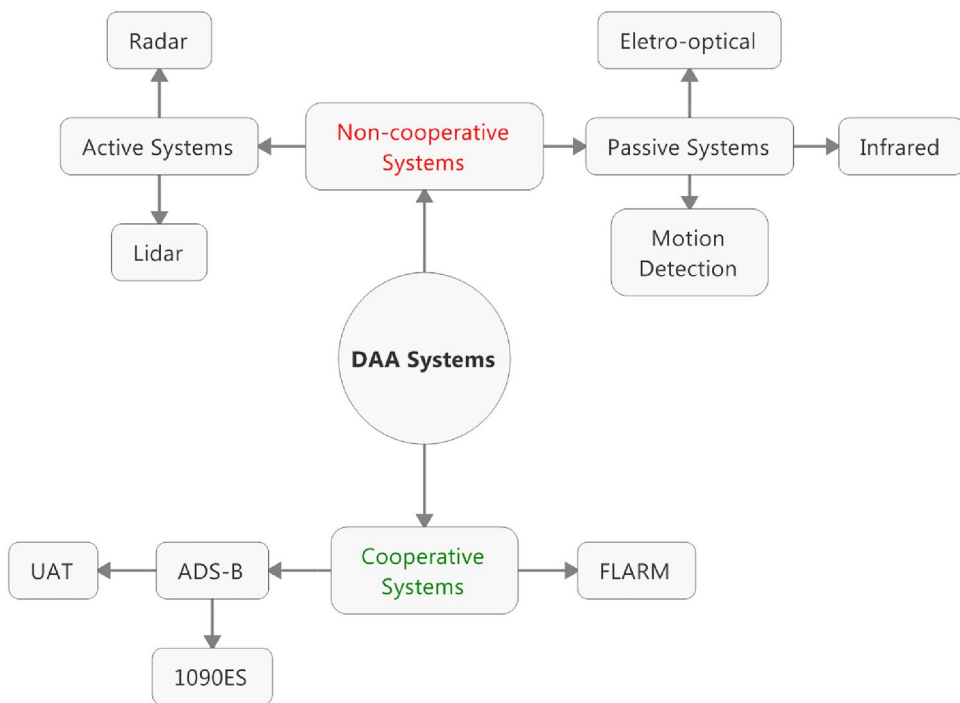 Radar
Eletro-optical
Active Systems
Non-cooperative
Systems
Passive Systems
Infrared
Lidar
Motion
Detection
DAA Systems
UAT
ADS-B
Cooperative
Systems
FLARM
1090ES